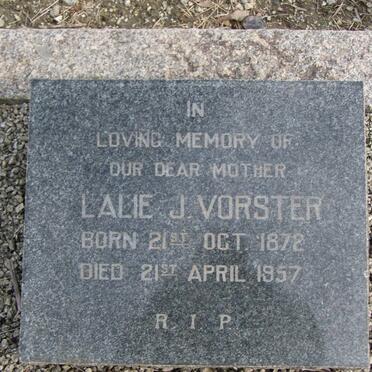 IN
LOVING MEMORY OF
OUR DEAR MOTHER
LALIE J. VORSTER
BORN 21ST OCT. 1872
DIED 21ST APRIL 1957
R I P